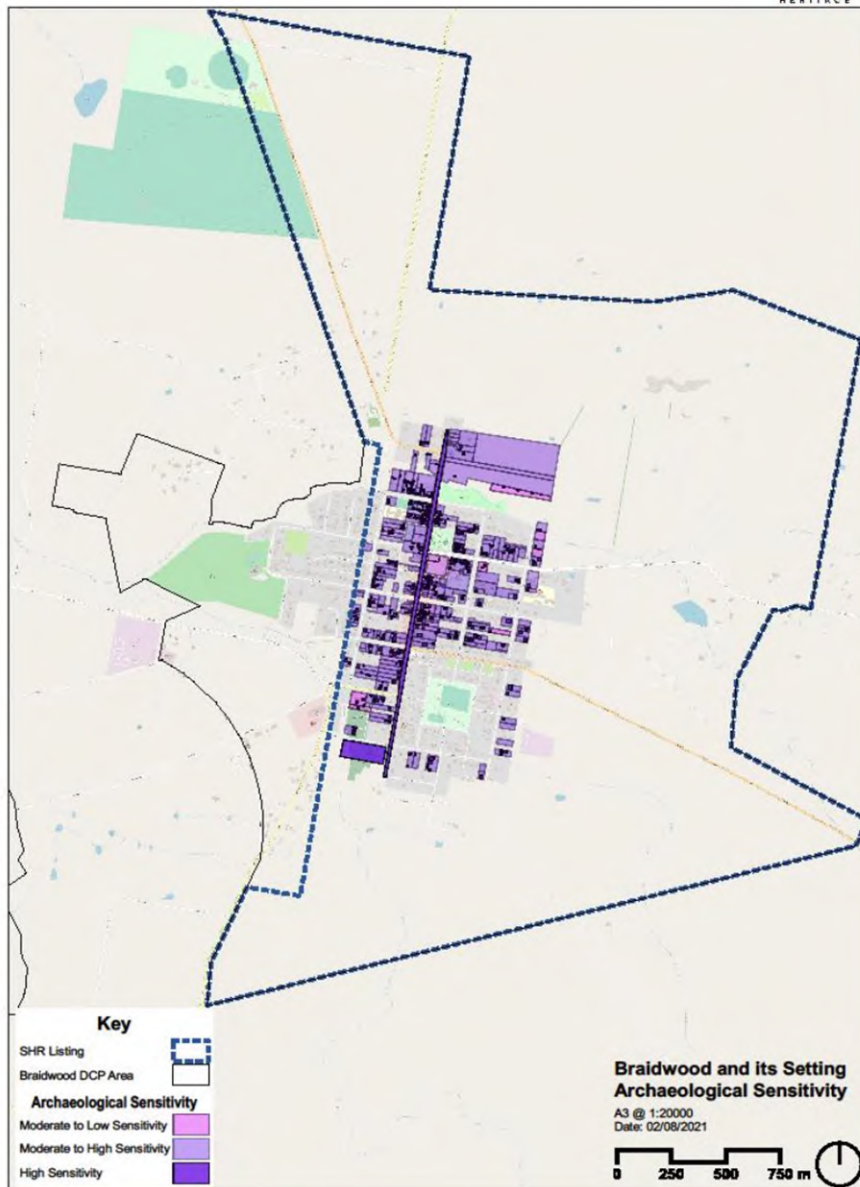 HERITAGE
Key
SHR Listing
Braidwood DCP Area
Archaeological Sensitivity
Moderate to Low Sensitivity
Moderate to High Sensitivity
High Sensitivity
Braidwood and its Setting
Archaeological Sensitivity
A3 @ 1:20000
Date: 02/08/2021
0 250 500 750 m